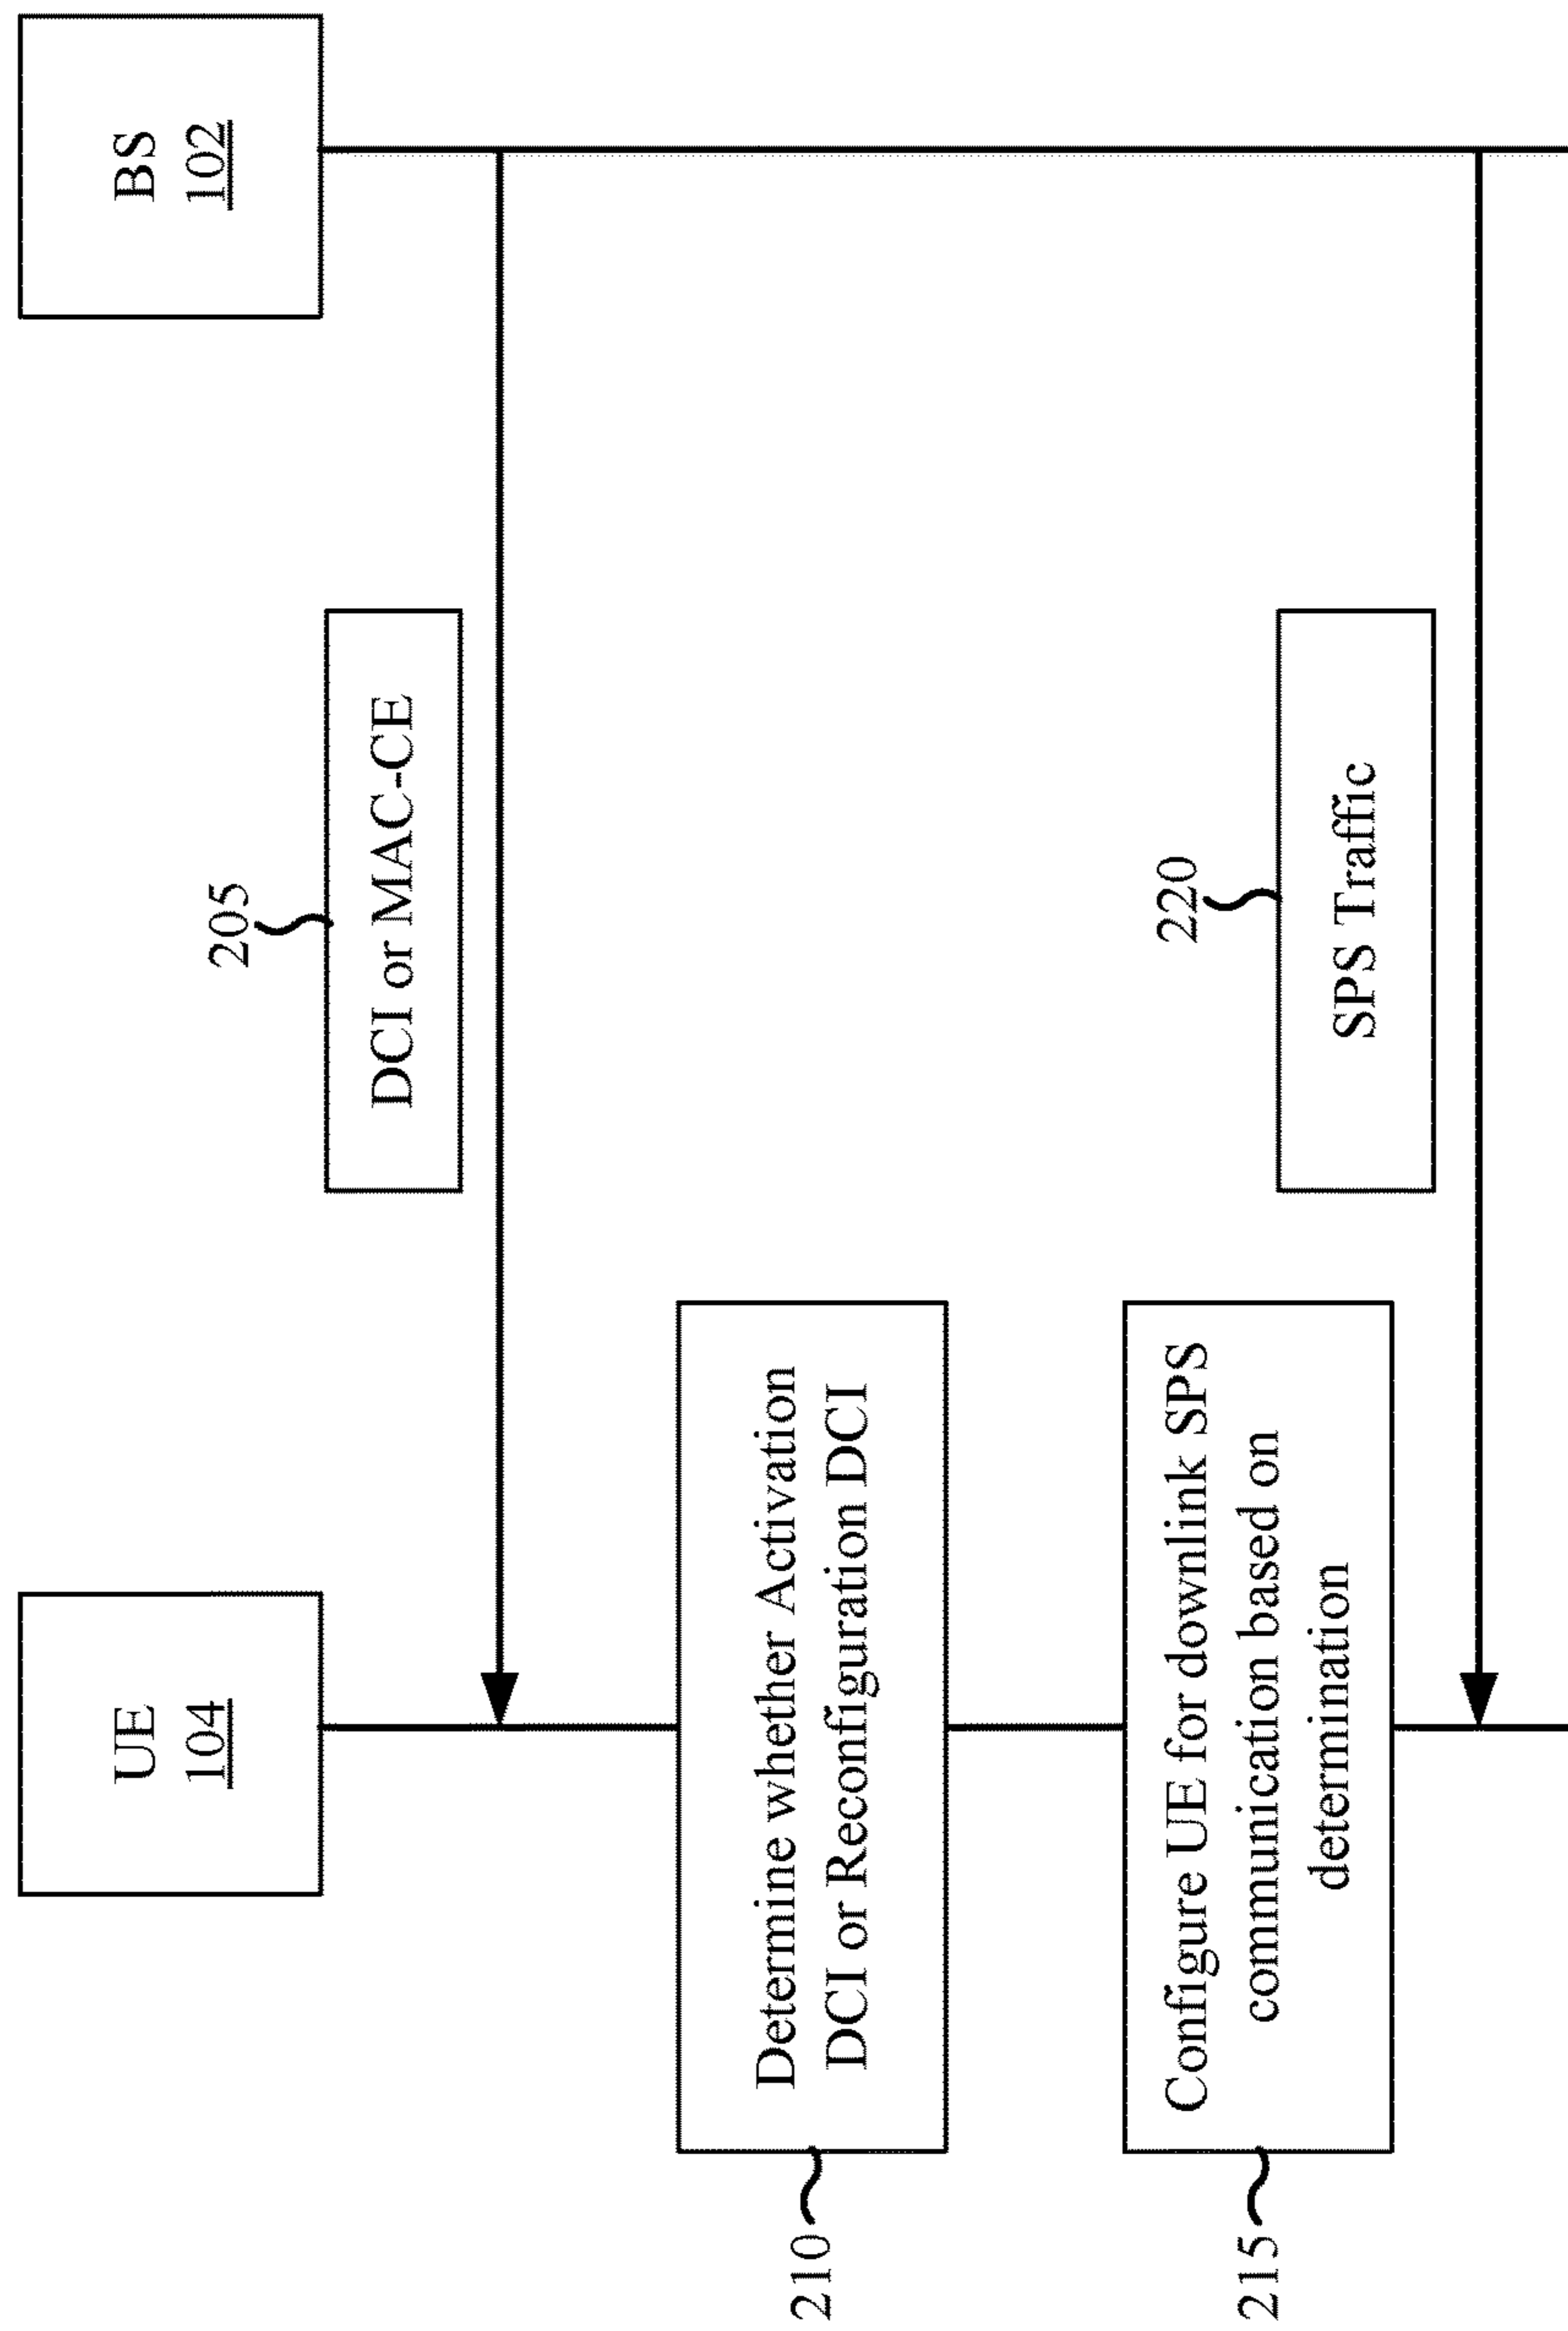 UE
104
BS
102
205
DCI or MAC-CE
210
Determine whether Activation
DCI or Reconfiguration DCI
215
Configure UE for downlink SPS
communication based on
determination
220
SPS Traffic